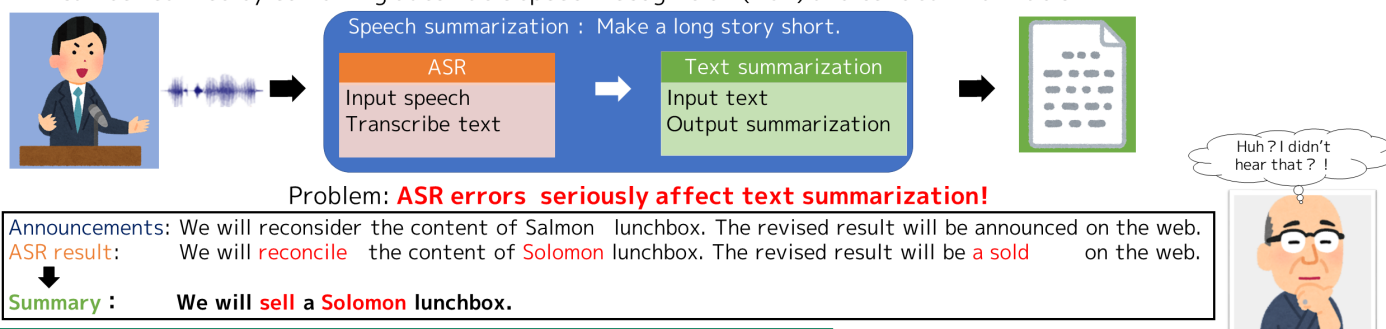 Speech summarization : Make a long story short.
ASR
Input speech
Transcribe text
Text summarization
Input text
Output summarization
Huh？I didn't
hear that？！
Problem: ASR errors seriously affect text summarization!
Announcements: We will reconsider the content of Salmon lunchbox. The revised result will be announced on the web.
ASR result: We will reconcile the content of Solomon lunchbox. The revised result will be a sold on the web.
Summary : We will sell a Solomon lunchbox.